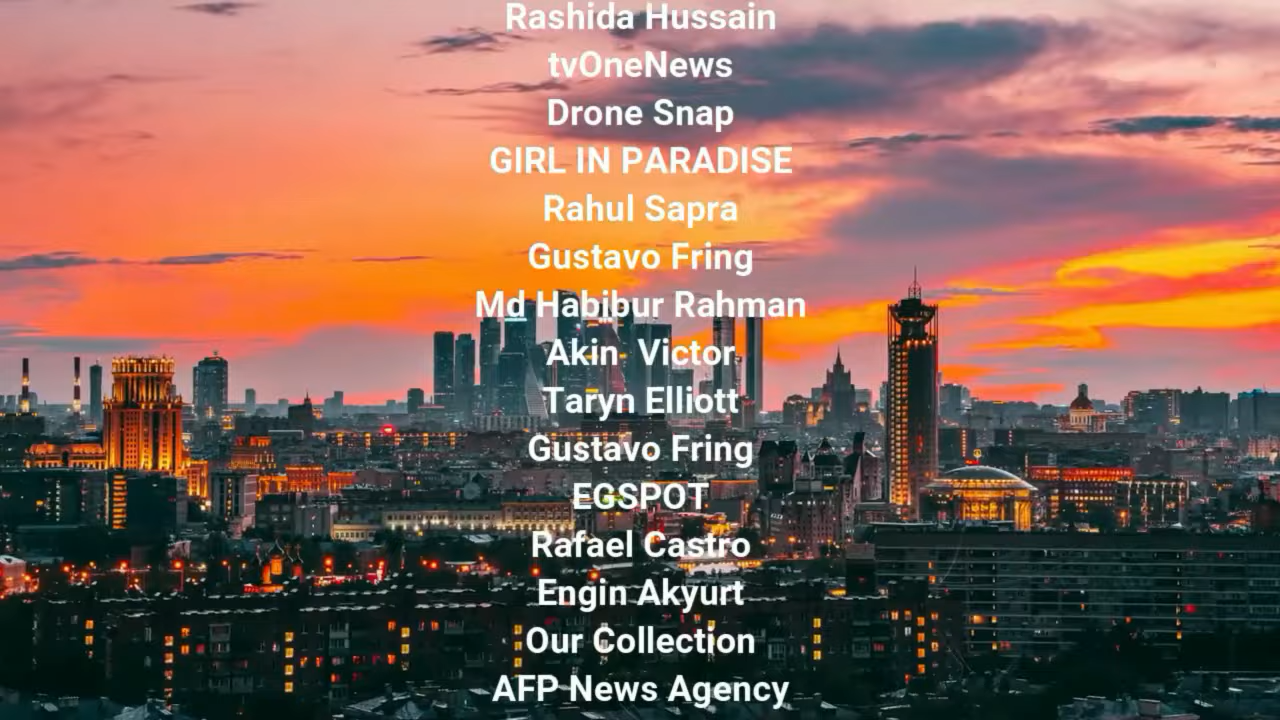 Rashida Hussain
tvOneNews
Drone Snap
GIRL IN PARADISE
Rahul Sapra
Gustavo Fring
Md Habibur Rahman
Akin  Victor
Taryn Elliott
Gustavo Fring
EGSPOT
Rafael Castro
Engin Akyurt
Our Collection
AFP News Agency